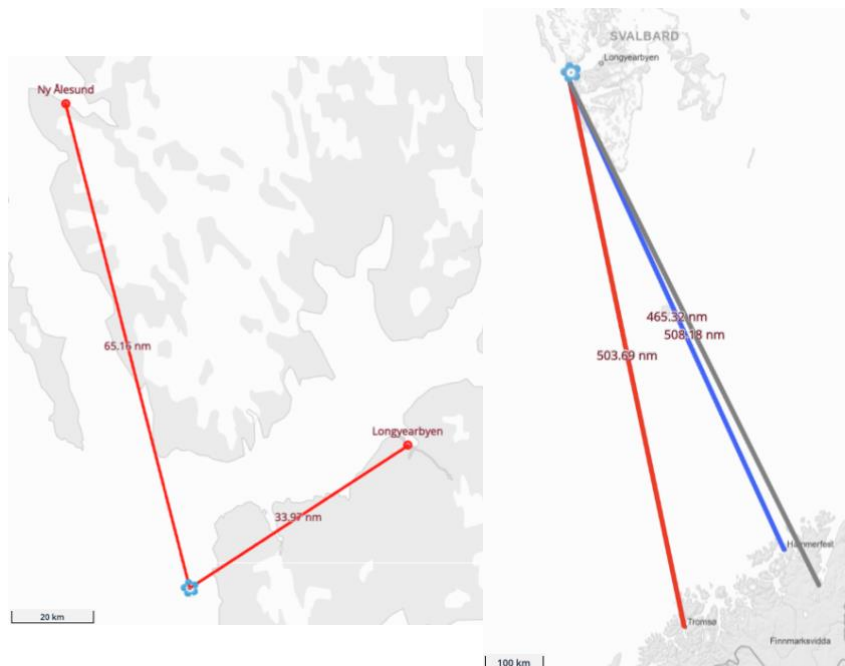 Ny Ålesund
65.15 nm
Longyearbyen
33.97 nm
20 km
SVALBARD
Longyearbyen
465.32 nm
508.18 nm
503.69 nm
Hammerfest
Tromsø
Finnmarksvidda
100 km